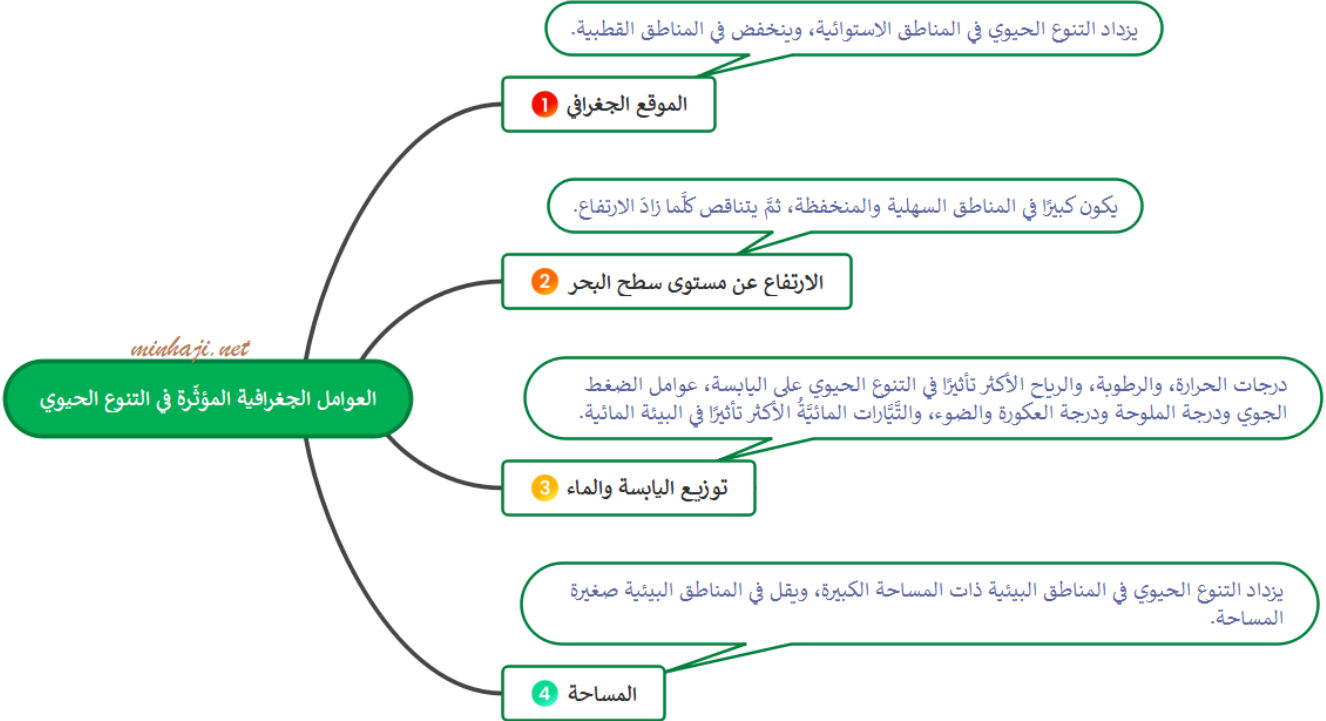 يزداد التنوع الحيوي في المناطق الاستوائية، وينخفض في المناطق القطبية.
الموقع الجغرافي 1
يكون كبيرًا في المناطق السهلية والمنخفظة، ثمَّ يتناقص كلَّما زادَ الارتفاع.
الارتفاع عن مستوى سطح البحر 2
minhaji.net
العوامل الجغرافية المؤثّرة في التنوع الحيوي
درجات الحرارة، والرطوبة، والرياح الأكثر تأثيرًا في التنوع الحيوي على اليابسة، عوامل الضغط
الجوي ودرجة الملوحة ودرجة العكورة والضوء، والتَّيَّارات المائيَّةُ الأكثر تأثيرًا في البيئة المائية.
توزيع اليابسة والماء 3
يزداد التنوع الحيوي في المناطق البيئية ذات المساحة الكبيرة، ويقل في المناطق البيئية صغيرة
المساحة.
المساحة 4